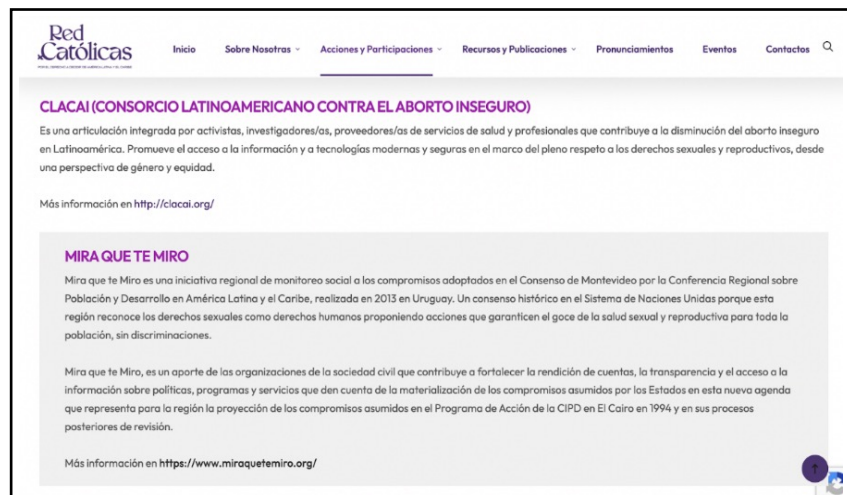 Red
Católicas
Inicio
Sobre Nosotras
Acciones y Participaciones
Recursos y Publicaciones
Pronunciamientos
Eventos
Contactos
CLACAI (CONSORCIO LATINOAMERICANO CONTRA EL ABORTO INSEGURO)
Es una articulación integrada por activistas, investigadores/as, proveedores/as de servicios de salud y profesionales que contribuye a la disminución del aborto inseguro
en Latinoamérica. Promueve el acceso a la información y a tecnologías modernas y seguras en el marco del pleno respeto a los derechos sexuales y reproductivos, desde
una perspectiva de género y equidad.
Más información en http://clacai.org/
MIRA QUE TE MIRO
Mira que te Miro es una iniciativa regional de monitoreo social a los compromisos adoptados en el Consenso de Montevideo por la Conferencia Regional sobre
Población y Desarrollo en América Latina y el Caribe, realizada en 2013 en Uruguay. Un consenso histórico en el Sistema de Naciones Unidas porque esta
región reconoce los derechos sexuales como derechos humanos proponiendo acciones que garanticen el goce de la salud sexual y reproductiva para toda la
población, sin discriminaciones.
Mira que te Miro, es un aporte de las organizaciones de la sociedad civil que contribuye a fortalecer la rendición de cuentas, la transparencia y el acceso a la
información sobre políticas, programas y servicios que den cuenta de la materialización de los compromisos asumidos por los Estados en esta nueva agenda
que representa para la región la proyección de los compromisos asumidos en el Programa de Acción de la CIPD en El Cairo en 1994 y en sus procesos
posteriores de revisión.
Más información en https://www.miraquetemiro.org/